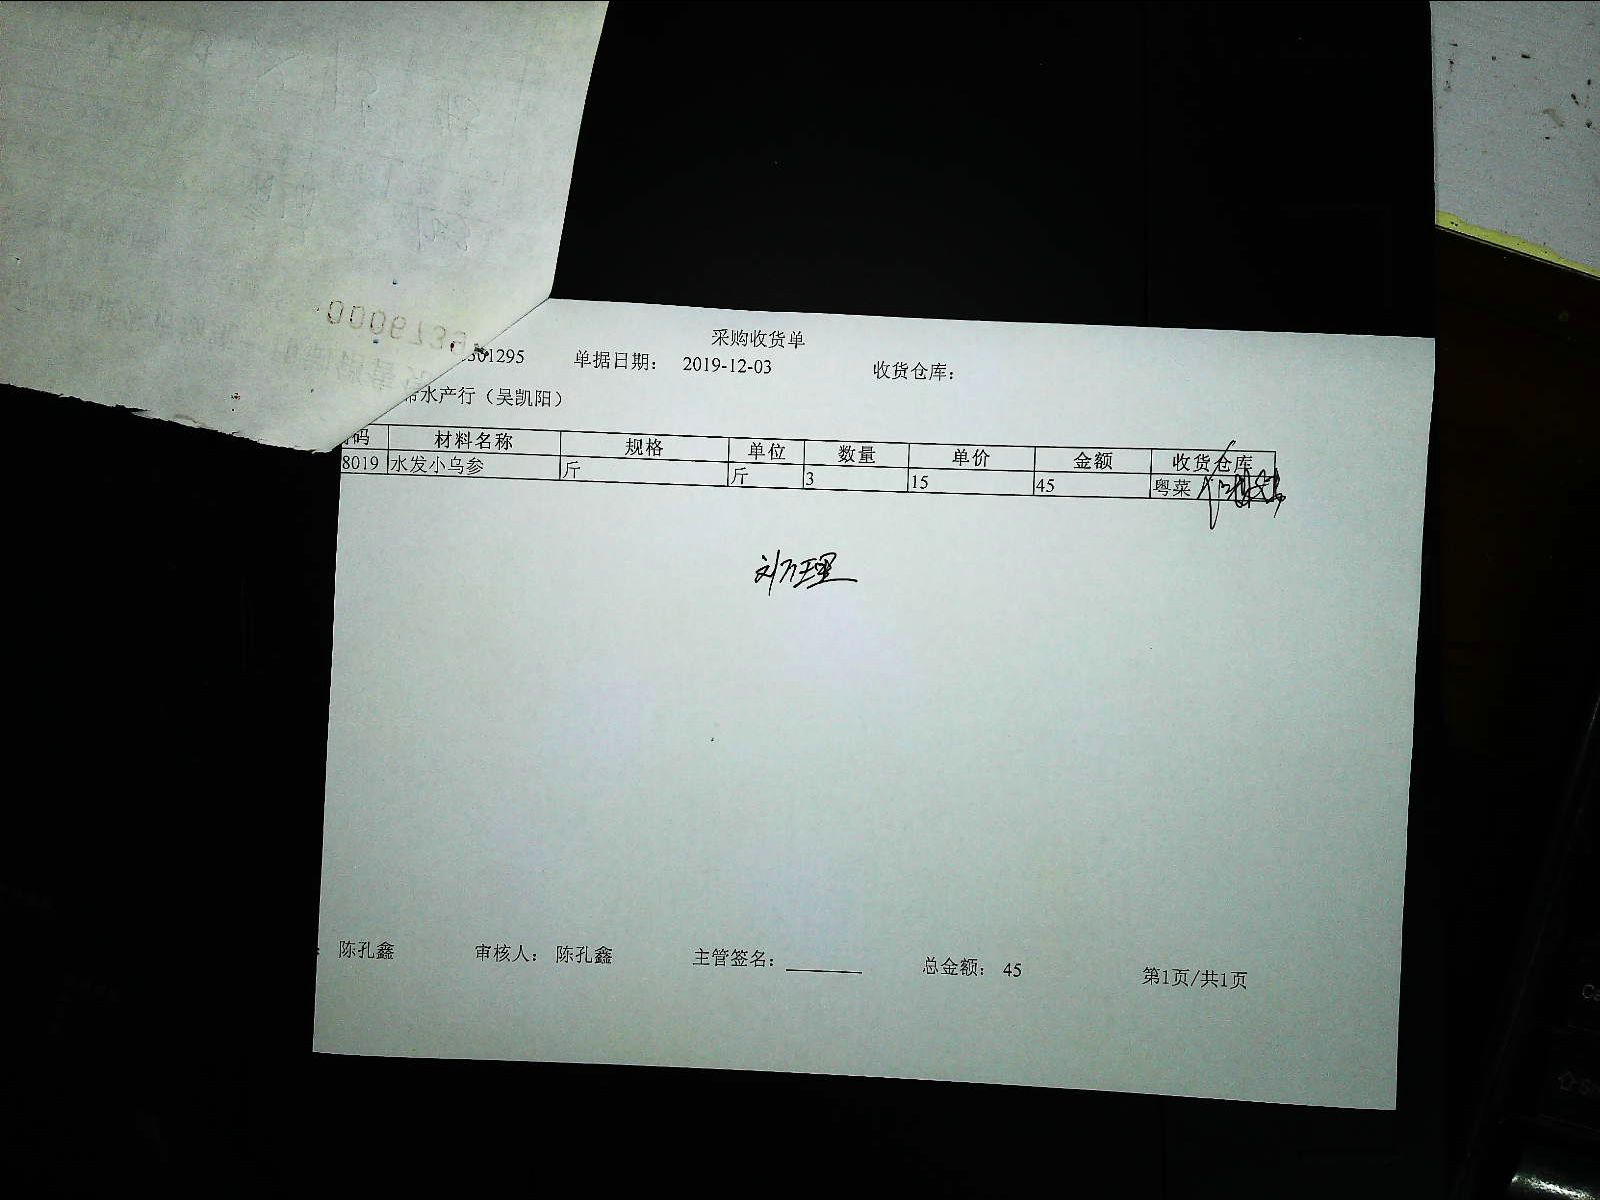 采购收货单
301295 单据日期： 2019-12-03 收货仓库：
水产行（吴凯阳）
码 材料名称 规格 单位 数量 单价 金额 收货仓库
8019 水发小乌参 斤 斤 3 15 45 粤菜
刘万理
： 陈孔鑫 审核人： 陈孔鑫 主管签名： 总金额： 45 第1页/共1页